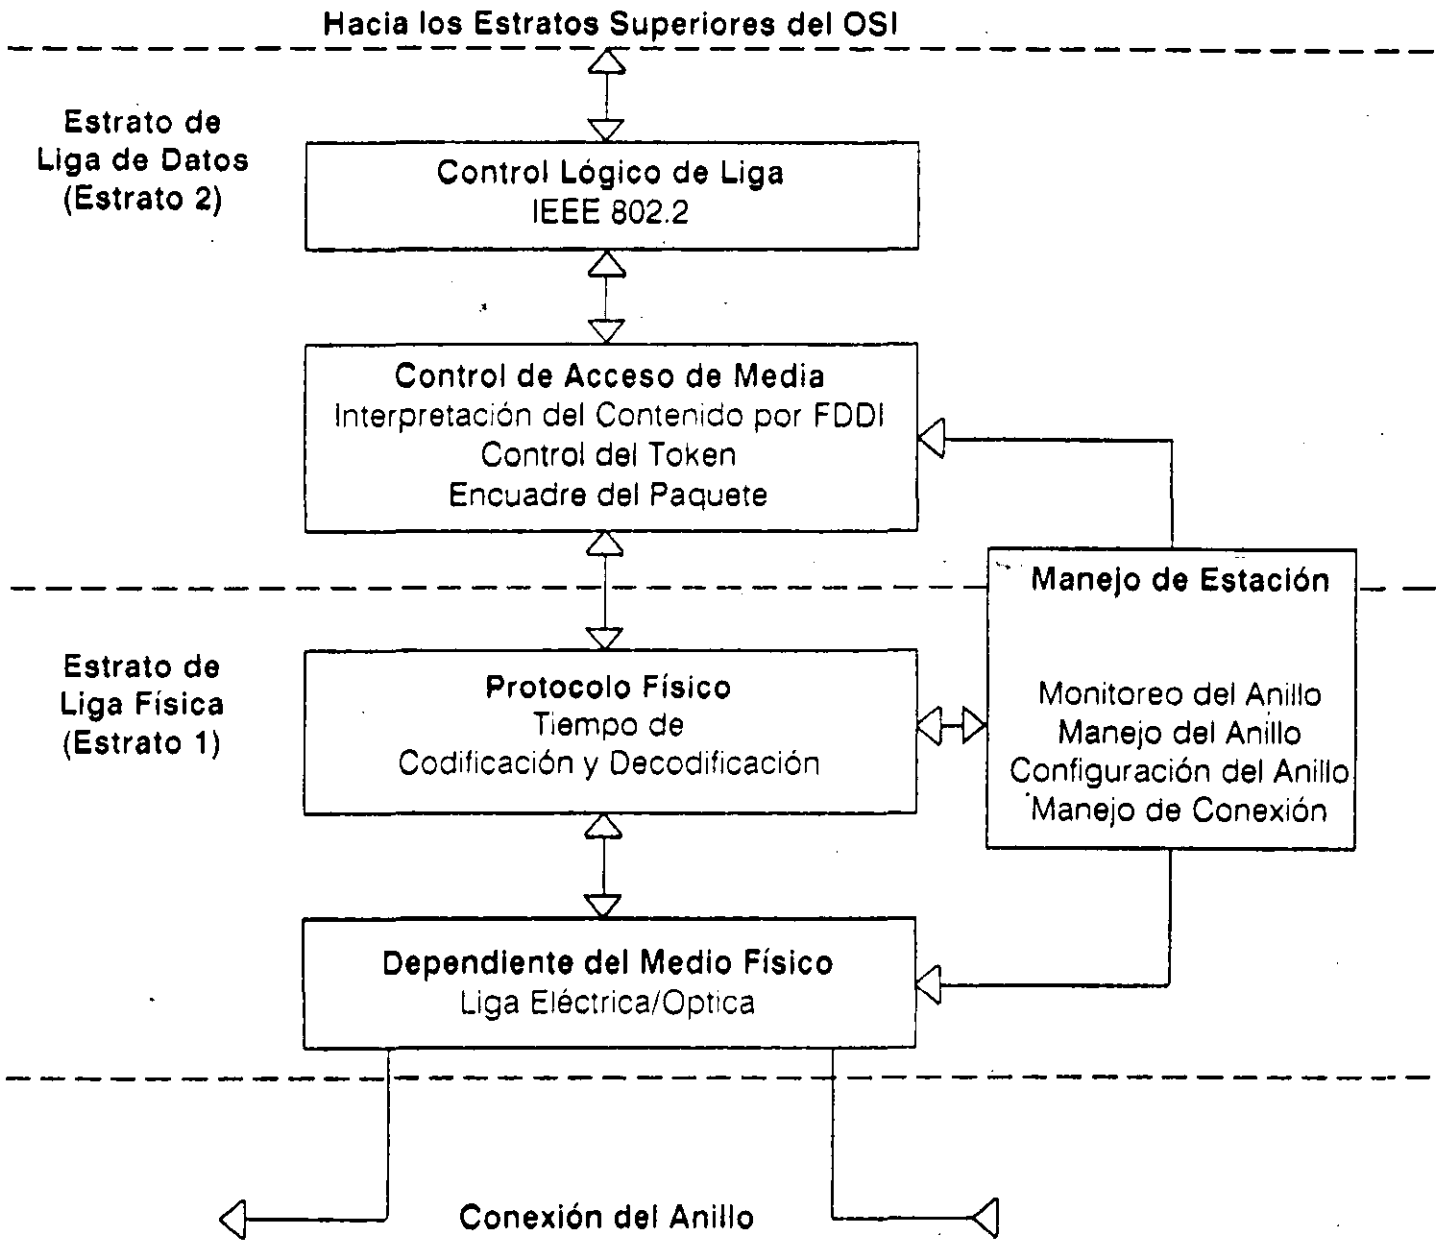 Hacia los Estratos Superiores del OSI
Estrato de
Liga de Datos
(Estrato 2)
Control Lógico de Liga
IEEE 802.2
Control de Acceso de Media
Interpretación del Contenido por FDDI
Control del Token
Encuadre del Paquete
Manejo de Estación
Monitoreo del Anillo
Manejo del Anillo
Configuración del Anillo
Manejo de Conexión
Estrato de
Liga Física
(Estrato 1)
Protocolo Físico
Tiempo de
Codificación y Decodificación
Dependiente del Medio Físico
Liga Eléctrica/Optica
Conexión del Anillo